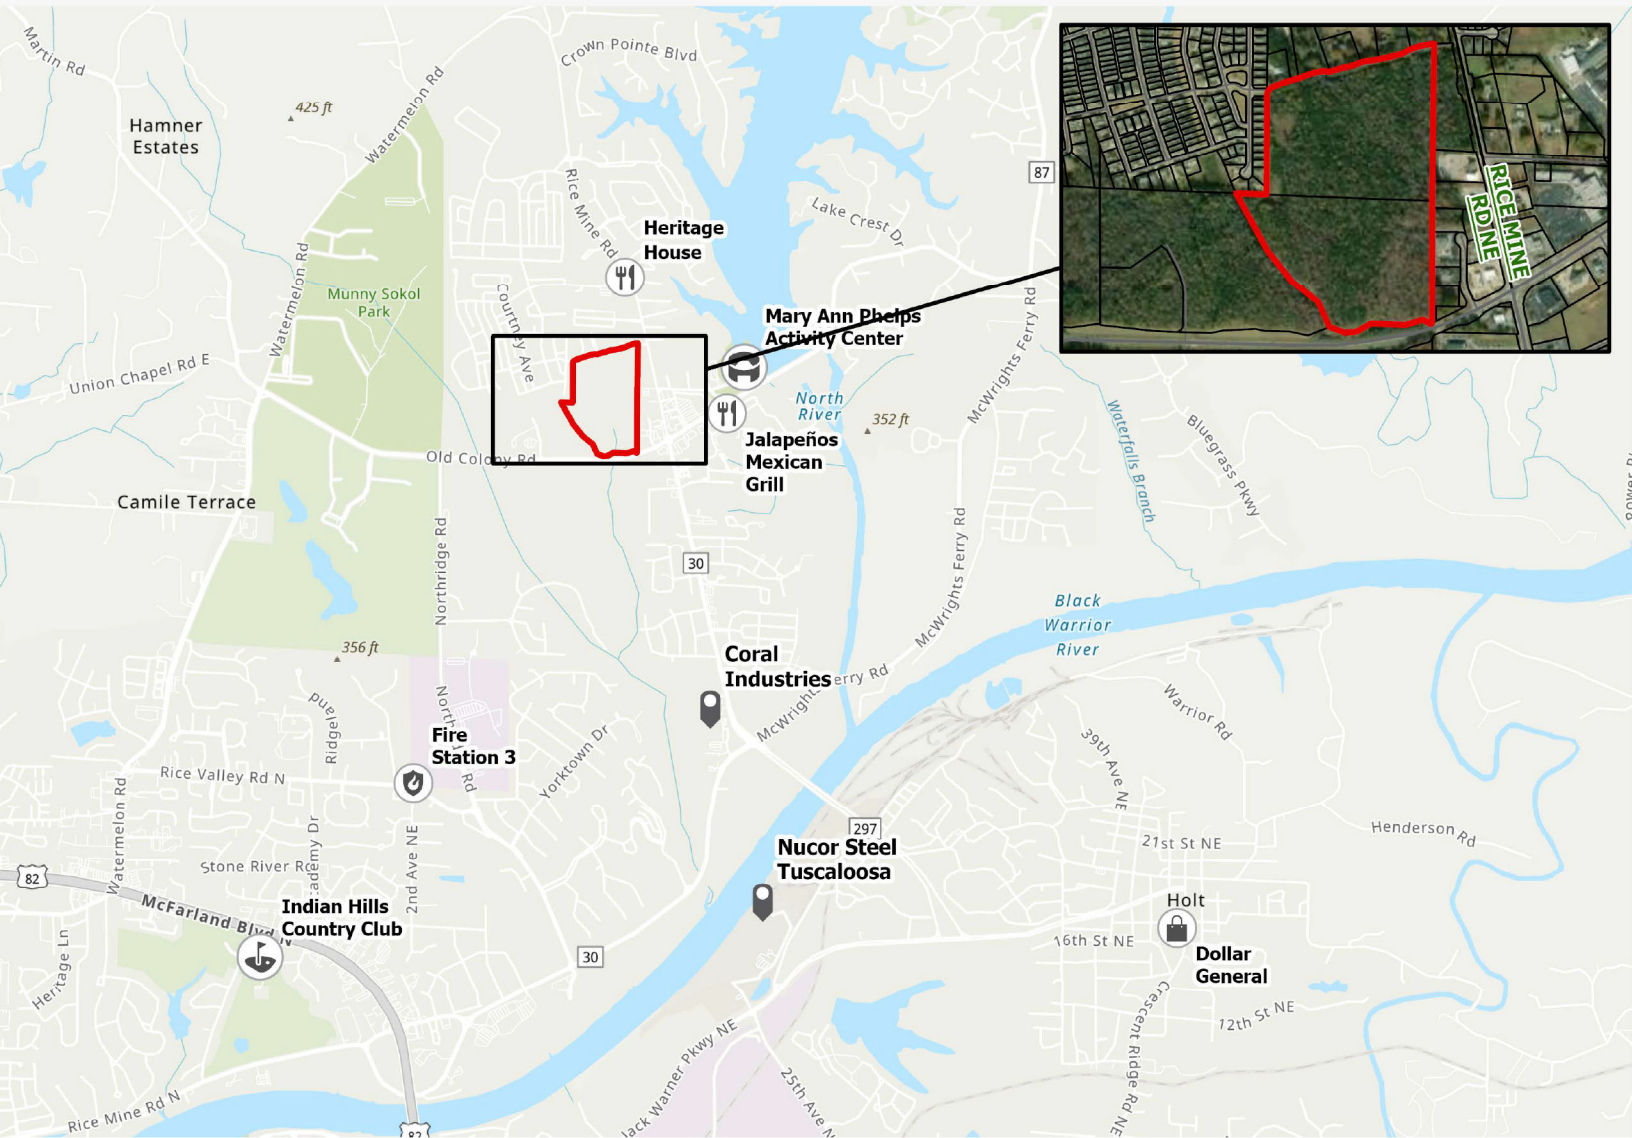 Martin Rd
Crown Pointe Blvd
425 ft
Watermelon Rd
Hamner
Estates
87
Rice Mine Rd
Lake Crest Dr
Heritage
House
RICE MINE
RD NE
Watermelon Rd
Munny Sokol
Park
Courtney Ave
Mary Ann Phelps
Activity Center
McWrights Ferry Rd
Union Chapel Rd E
North
River
352 ft
Waterfalls Branch
Bluegrass Pkwy
Jalapeños
Mexican
Grill
Old Colony Rd
Camile Terrace
Northridge Rd
McWrights Ferry Rd
30
Black
Warrior
River
356 ft
Coral
Industries
McWrights Ferry Rd
Warrior Rd
Ridgeland
Fire
Station 3
Yorktown Dr
39th Ave NE
Rice Valley Rd N
Watermelon Rd
297
Henderson Rd
21st St NE
Nucor Steel
Tuscaloosa
Stone River Rd
2nd Ave NE
82
McFarland Blvd N
Indian Hills
Country Club
Holt
16th St NE
Dollar
General
Heritage Ln
30
12th St NE
Crescent Ridge Rd NE
25th Ave N
Rice Mine Rd N
82